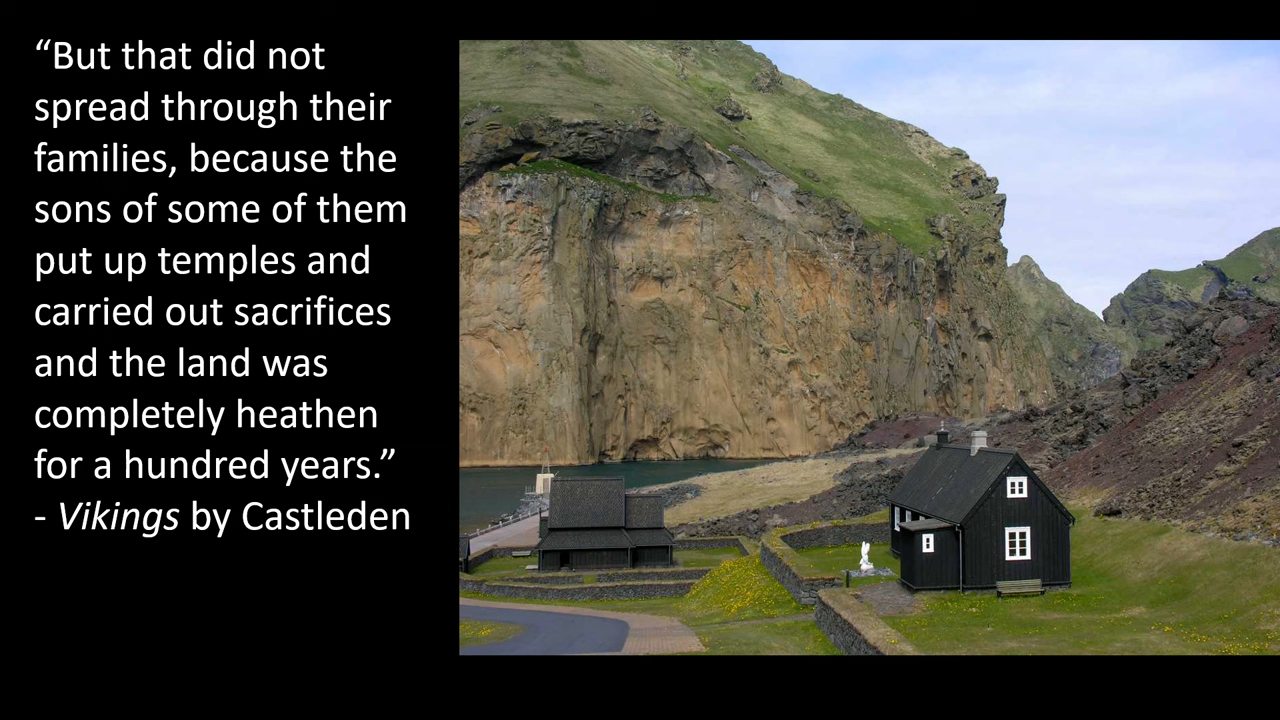 “But that did not
spread through their
families, because the
sons of some of them
put up temples and
carried out sacrifices
and the land was
completely heathen
for a hundred years.”
- Vikings by Castleden